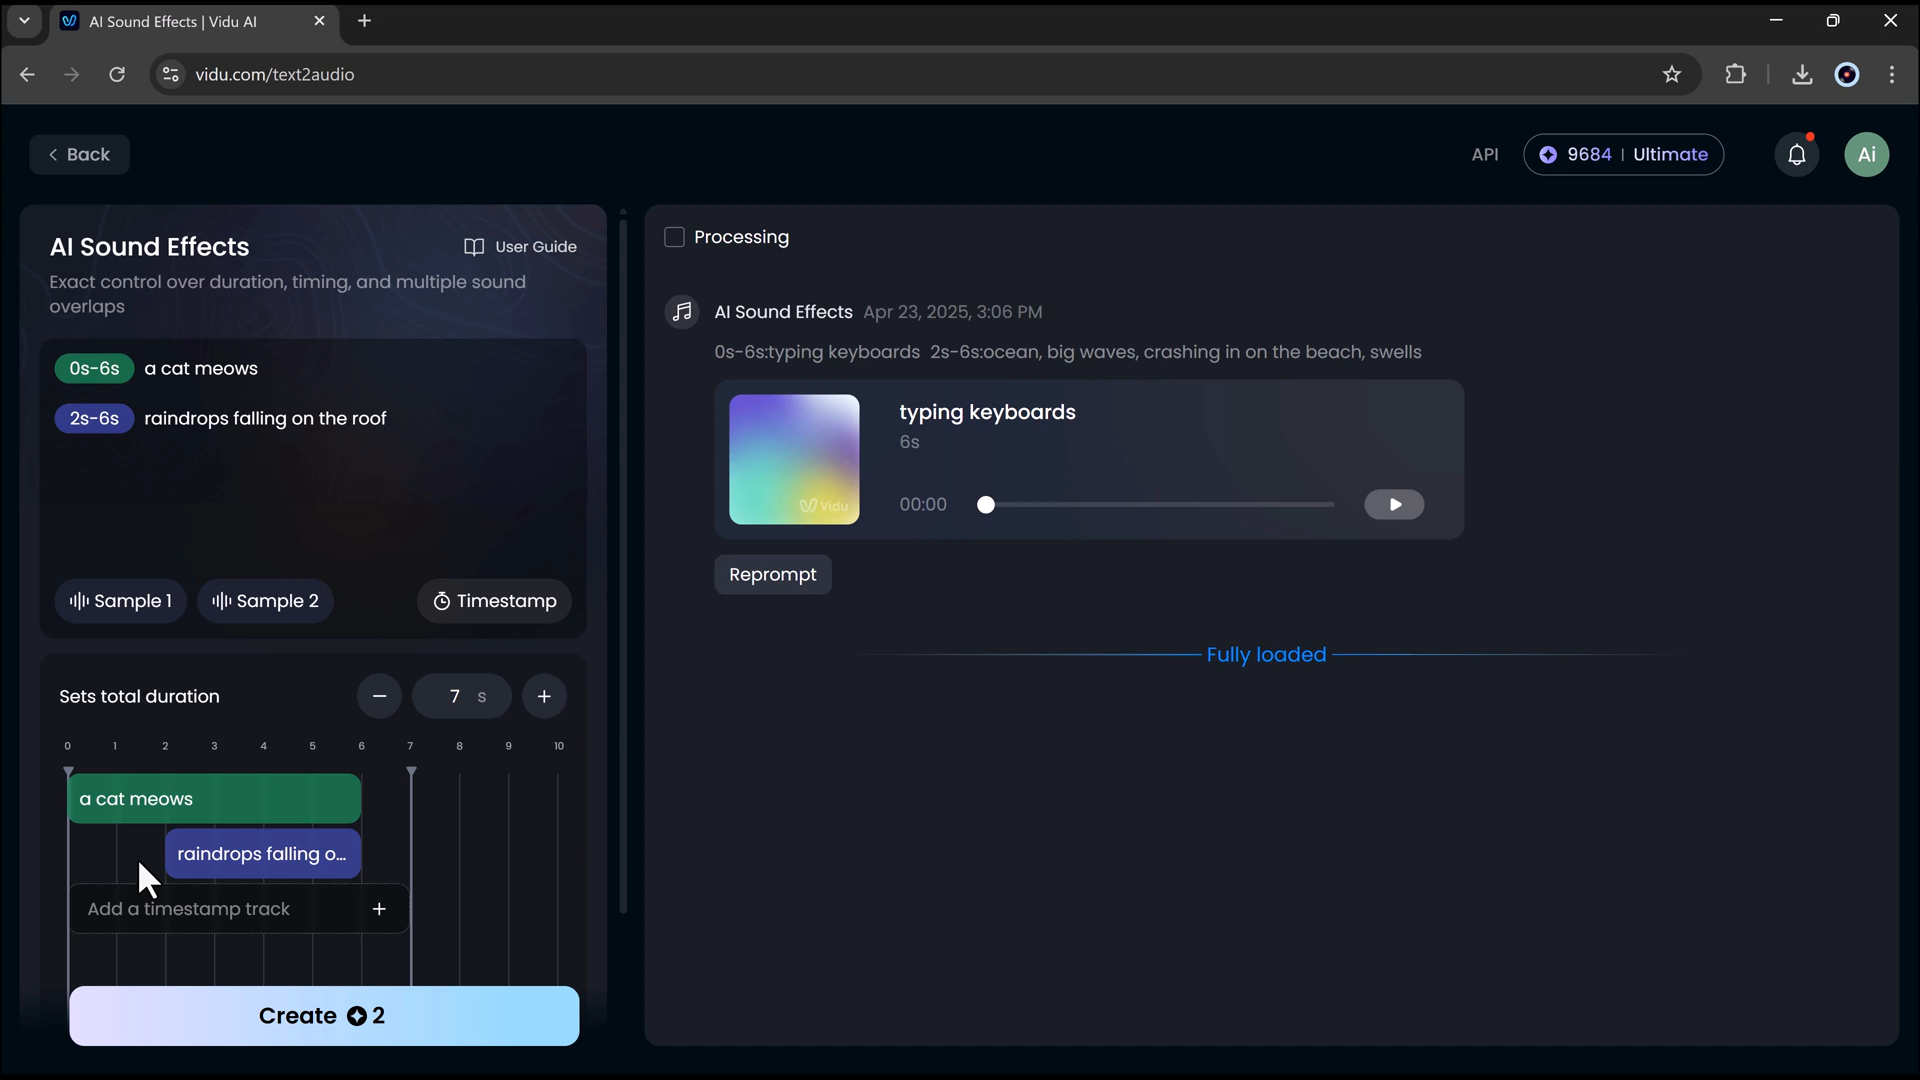 AI Sound Effects | Vidu AI
vidu.com/text2audio
Back
API
9684 | Ultimate
Ai
AI Sound Effects
User Guide
Exact control over duration, timing, and multiple sound
overlaps
0s-6s a cat meows
2s-6s raindrops falling on the roof
Sample 1
Sample 2
Timestamp
Sets total duration
− 7 s +
0 1 2 3 4 5 6 7 8 9 10
a cat meows
raindrops falling o...
Add a timestamp track +
Create 2
Processing
AI Sound Effects Apr 23, 2025, 3:06 PM
0s-6s:typing keyboards 2s-6s:ocean, big waves, crashing in on the beach, swells
typing keyboards
6s
Vidu
00:00
Reprompt
Fully loaded